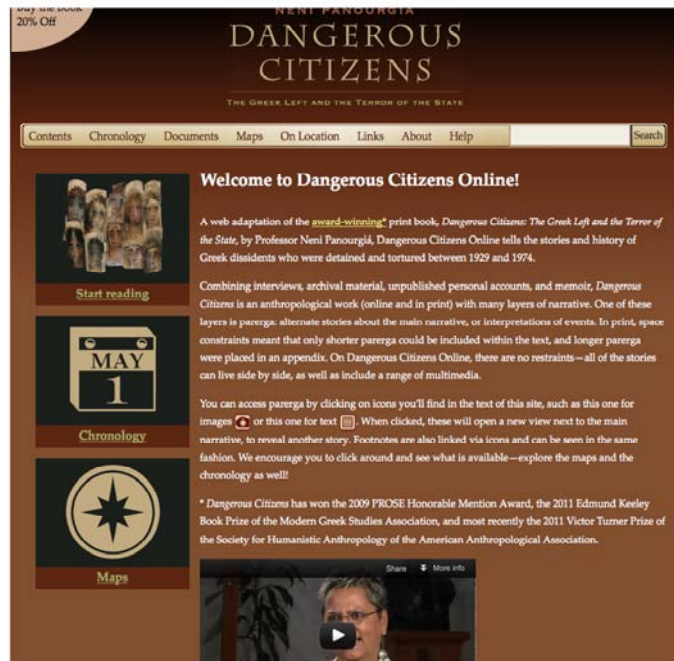 Buy the Book
20% Off
NENI PANOURGIÁ
DANGEROUS
CITIZENS
THE GREEK LEFT AND THE TERROR OF THE STATE
Contents Chronology Documents Maps On Location Links About Help Search
Welcome to Dangerous Citizens Online!
A web adaptation of the award-winning* print book, Dangerous Citizens: The Greek Left and the Terror of
the State, by Professor Neni Panourgiá, Dangerous Citizens Online tells the stories and history of
Greek dissidents who were detained and tortured between 1929 and 1974.
Start reading
Combining interviews, archival material, unpublished personal accounts, and memoir, Dangerous
Citizens is an anthropological work (online and in print) with many layers of narrative. One of these
layers is parerga: alternate stories about the main narrative, or interpretations of events. In print, space
constraints meant that only shorter parerga could be included within the text, and longer parerga
were placed in an appendix. On Dangerous Citizens Online, there are no restraints—all of the stories
can live side by side, as well as include a range of multimedia.
MAY
1
Chronology
You can access parerga by clicking on icons you'll find in the text of this site, such as this one for
images or this one for text . When clicked, these will open a new view next to the main
narrative, to reveal another story. Footnotes are also linked via icons and can be seen in the same
fashion. We encourage you to click around and see what is available—explore the maps and the
chronology as well!
* Dangerous Citizens has won the 2009 PROSE Honorable Mention Award, the 2011 Edmund Keeley
Book Prize of the Modern Greek Studies Association, and most recently the 2011 Victor Turner Prize of
the Society for Humanistic Anthropology of the American Anthropological Association.
Maps
Share More info